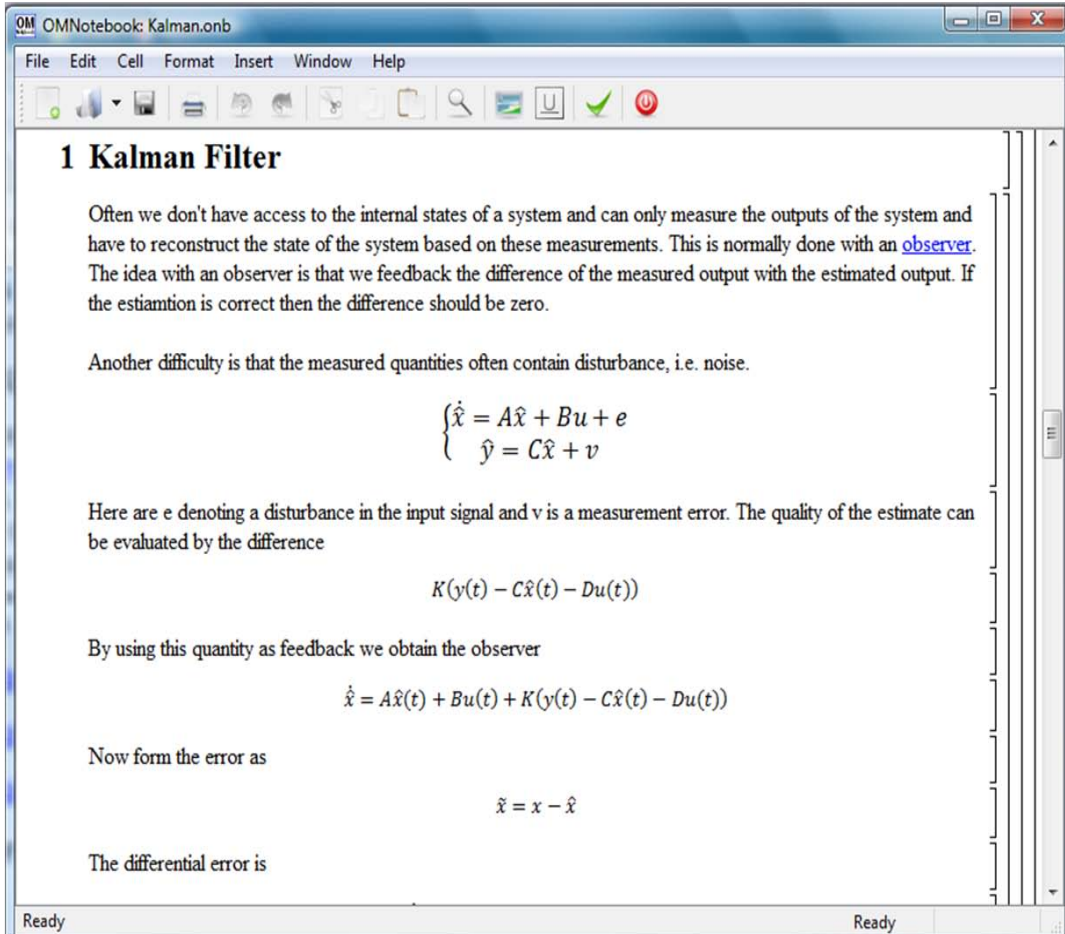 OMNotebook: Kalman.onb
File Edit Cell Format Insert Window Help
1 Kalman Filter
Often we don't have access to the internal states of a system and can only measure the outputs of the system and
have to reconstruct the state of the system based on these measurements. This is normally done with an observer.
The idea with an observer is that we feedback the difference of the measured output with the estimated output. If
the estiamtion is correct then the difference should be zero.
Another difficulty is that the measured quantities often contain disturbance, i.e. noise.
{ẋ̂ = Ax̂ + Bu + e
ŷ = Cx̂ + v
Here are e denoting a disturbance in the input signal and v is a measurement error. The quality of the estimate can
be evaluated by the difference
K(y(t) − Cx̂(t) − Du(t))
By using this quantity as feedback we obtain the observer
x̂̇ = Ax̂(t) + Bu(t) + K(y(t) − Cx̂(t) − Du(t))
Now form the error as
x̃ = x − x̂
The differential error is
Ready Ready